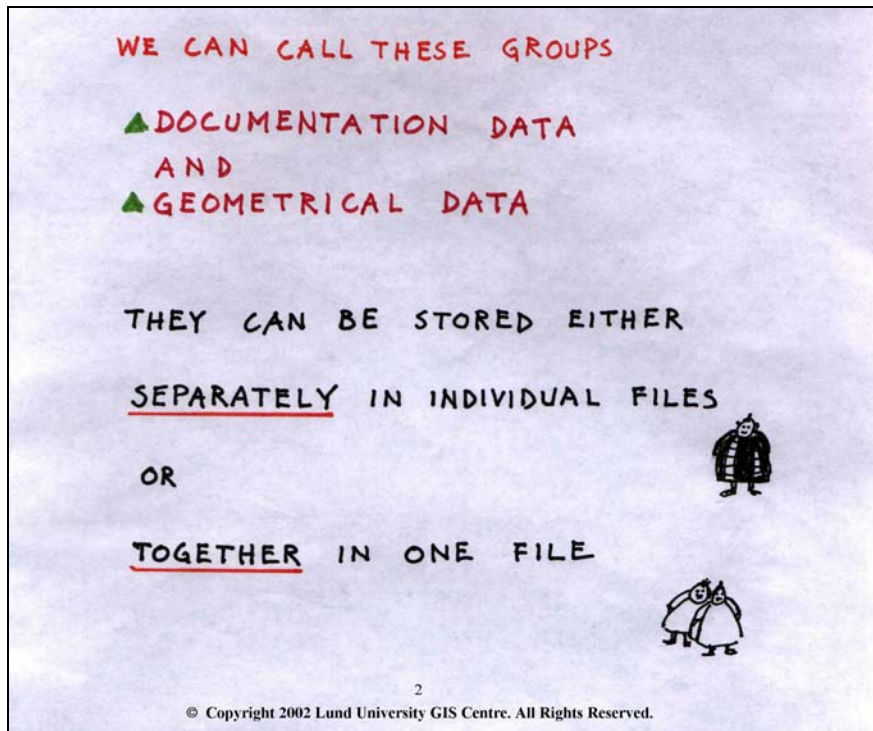 WE CAN CALL THESE GROUPS
DOCUMENTATION DATA
AND
GEOMETRICAL DATA
THEY CAN BE STORED EITHER
SEPARATELY IN INDIVIDUAL FILES
OR
TOGETHER IN ONE FILE
2
© Copyright 2002 Lund University GIS Centre. All Rights Reserved.